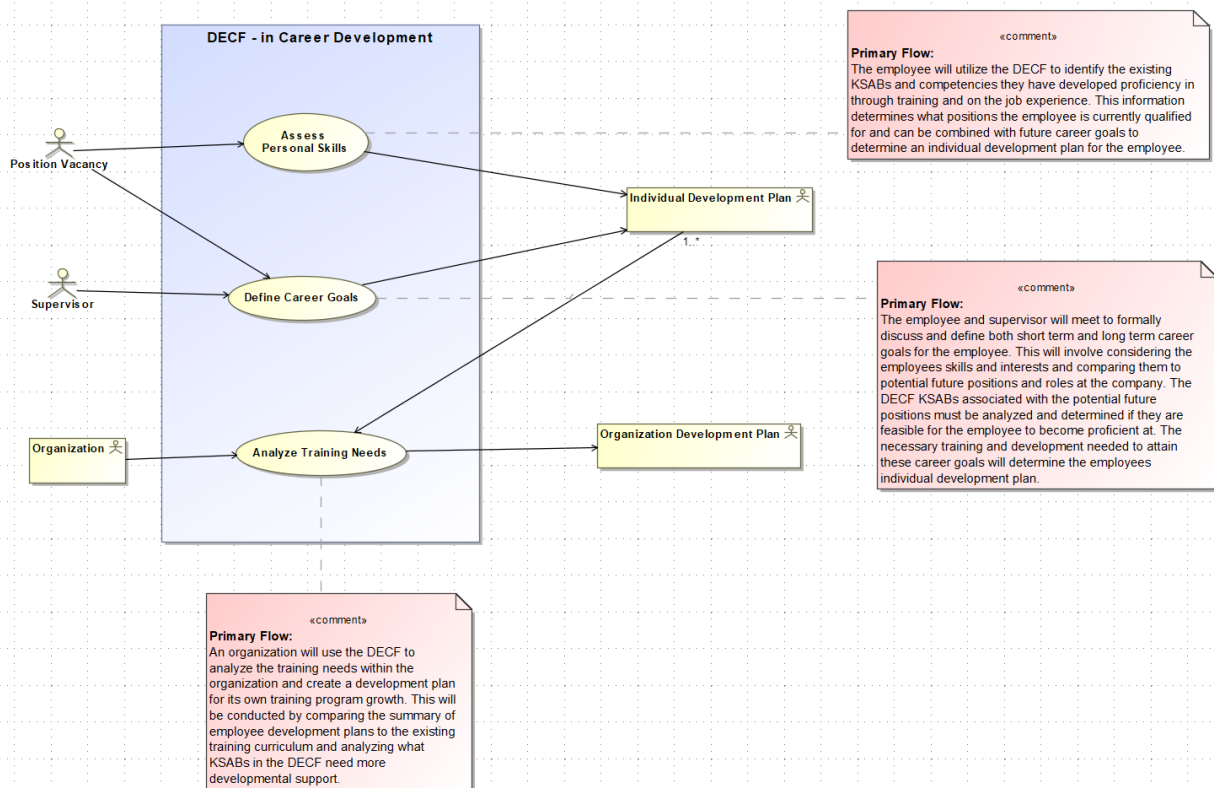 DECF - in Career Development
«comment»
Primary Flow:
The employee will utilize the DECF to identify the existing
KSABs and competencies they have developed proficiency in
through training and on the job experience. This information
determines what positions the employee is currently qualified
for and can be combined with future career goals to
determine an individual development plan for the employee.
Assess
Personal Skills
Position Vacancy
Individual Development Plan
1..*
Define Career Goals
Supervisor
«comment»
Primary Flow:
The employee and supervisor will meet to formally
discuss and define both short term and long term career
goals for the employee. This will involve considering the
employees skills and interests and comparing them to
potential future positions and roles at the company. The
DECF KSABs associated with the potential future
positions must be analyzed and determined if they are
feasible for the employee to become proficient at. The
necessary training and development needed to attain
these career goals will determine the employees
individual development plan.
Organization
Analyze Training Needs
Organization Development Plan
«comment»
Primary Flow:
An organization will use the DECF to
analyze the training needs within the
organization and create a development plan
for its own training program growth. This will
be conducted by comparing the summary of
employee development plans to the existing
training curriculum and analyzing what
KSABs in the DECF need more
developmental support.